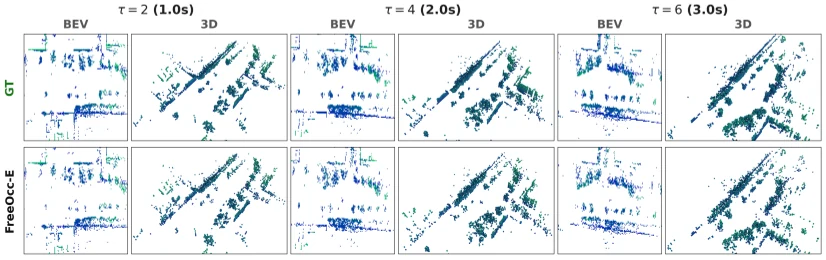 τ = 2 (1.0s) τ = 4 (2.0s) τ = 6 (3.0s)
BEV 3D BEV 3D BEV 3D
GT
FreeOcc-E